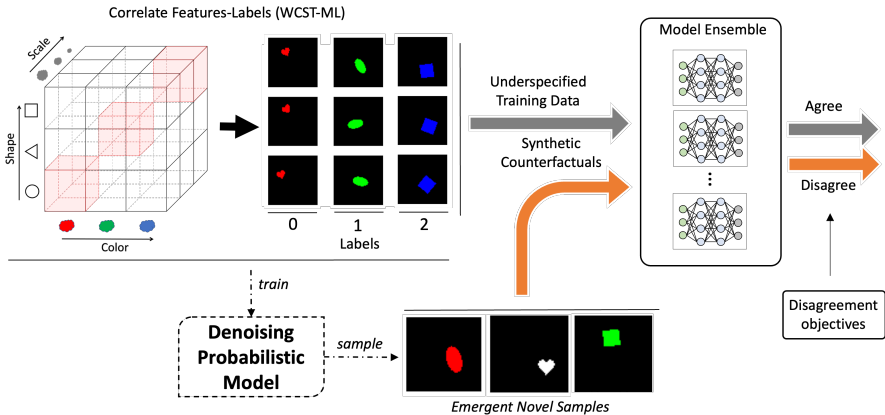 Correlate Features-Labels (WCST-ML)
Scale
Shape
Color
0 1 2
Labels
Underspecified
Training Data
Synthetic
Counterfactuals
Model Ensemble
Agree
Disagree
Disagreement
objectives
train
Denoising
Probabilistic
Model
sample
Emergent Novel Samples